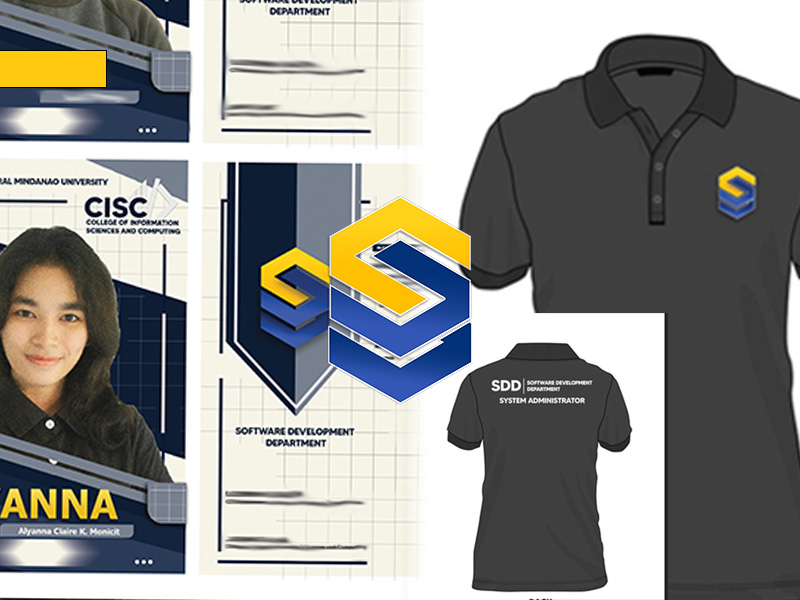 SOFTWARE DEVELOPMENT
DEPARTMENT
RAL MINDANAO UNIVERSITY
CISC
COLLEGE OF INFORMATION
SCIENCES AND COMPUTING
ANNA
Alyanna Claire K. Monicit
SOFTWARE DEVELOPMENT
DEPARTMENT
SDD
SOFTWARE DEVELOPMENT
DEPARTMENT
SYSTEM ADMINISTRATOR